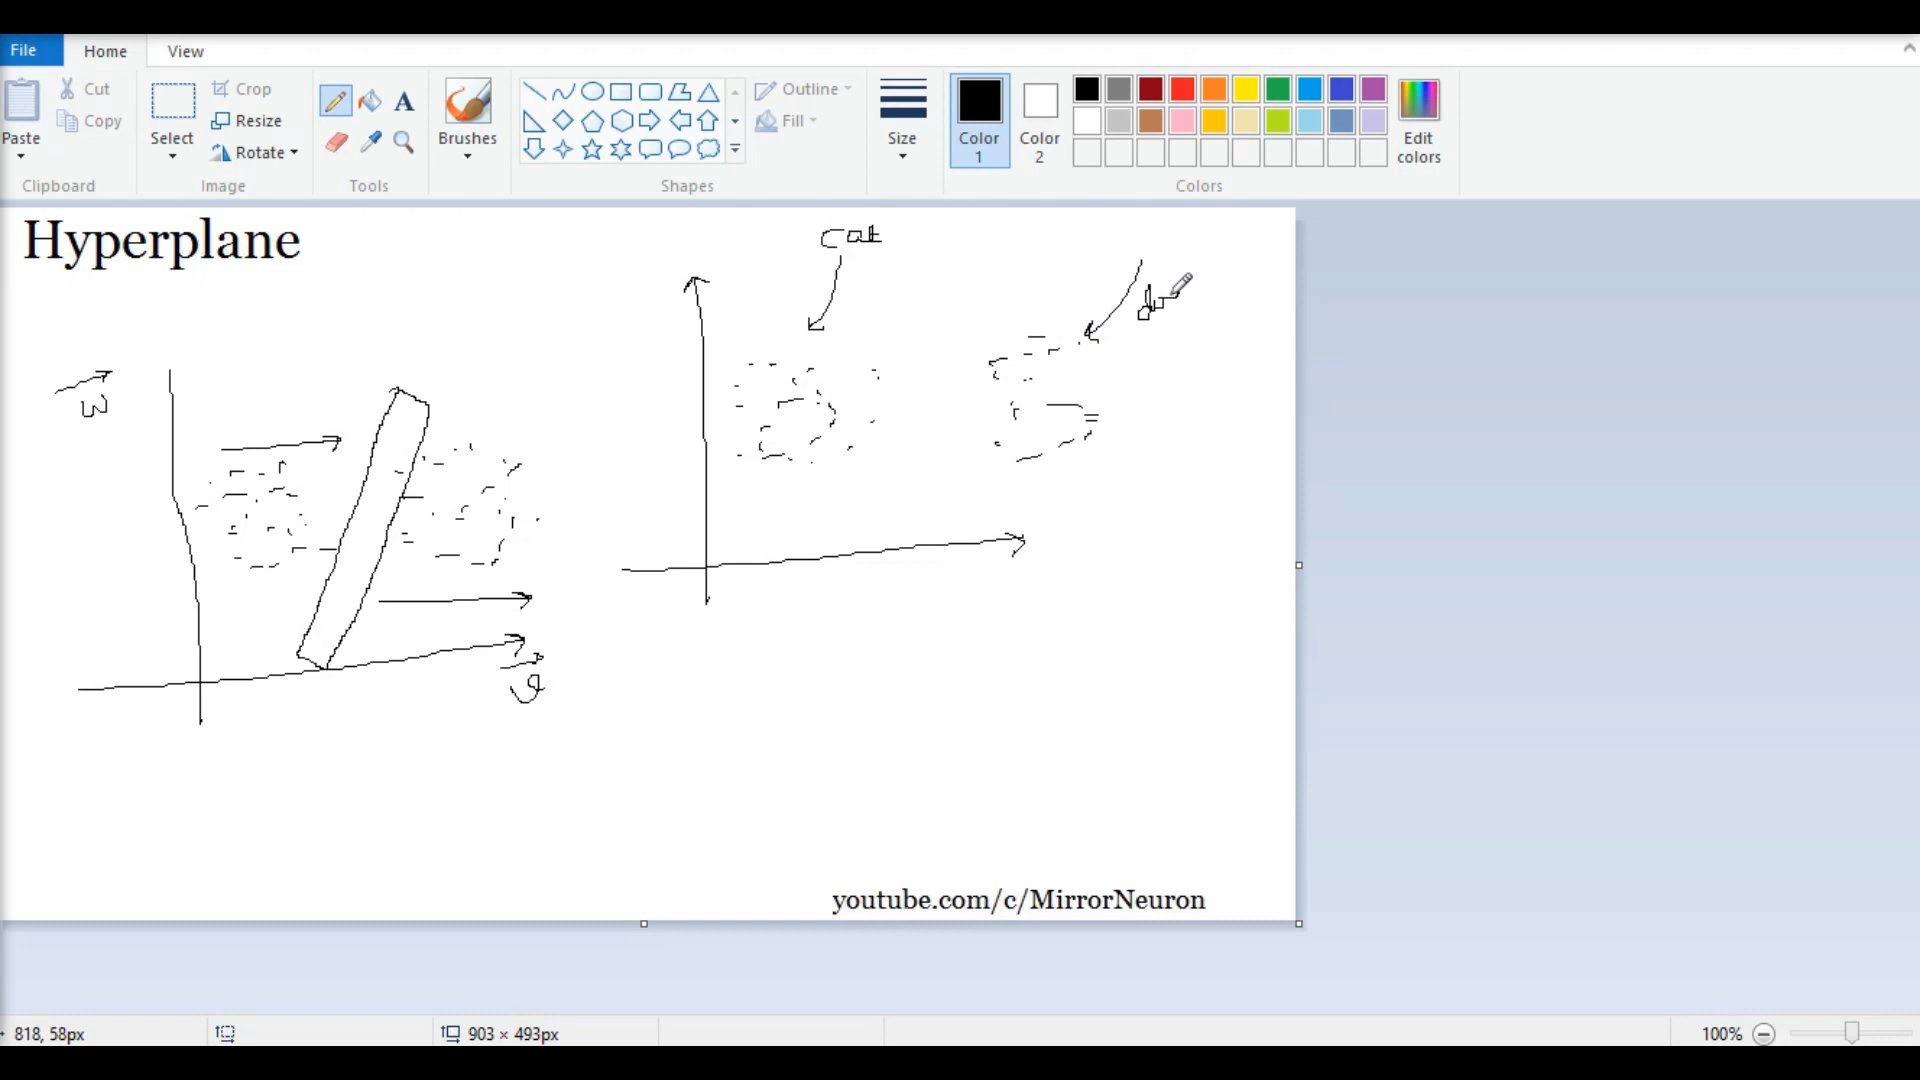 File Home View
Paste Cut Copy
Clipboard
Select Crop Resize Rotate
Image
Tools
Brushes
Shapes
Outline
Fill
Size
Color 1
Color 2
Edit colors
Colors
Hyperplane
cat
w
youtube.com/c/MirrorNeuron
818, 58px
903 × 493px
100%